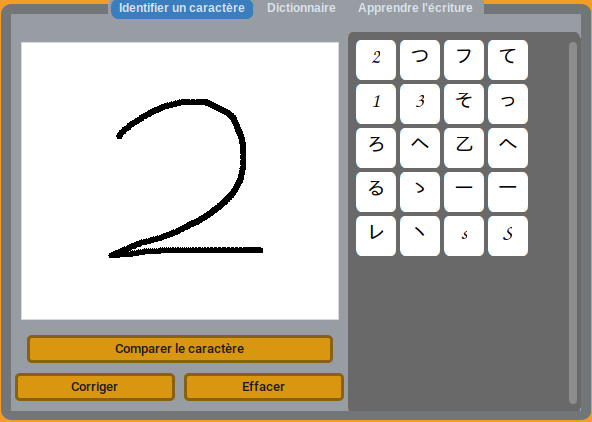 Identifier un caractère Dictionnaire Apprendre l'écriture
2
2 つ フ て
1 3 そ っ
ろ へ 乙 ヘ
る ゝ 一 ー
レ 丶 s S
Comparer le caractère
Corriger Effacer